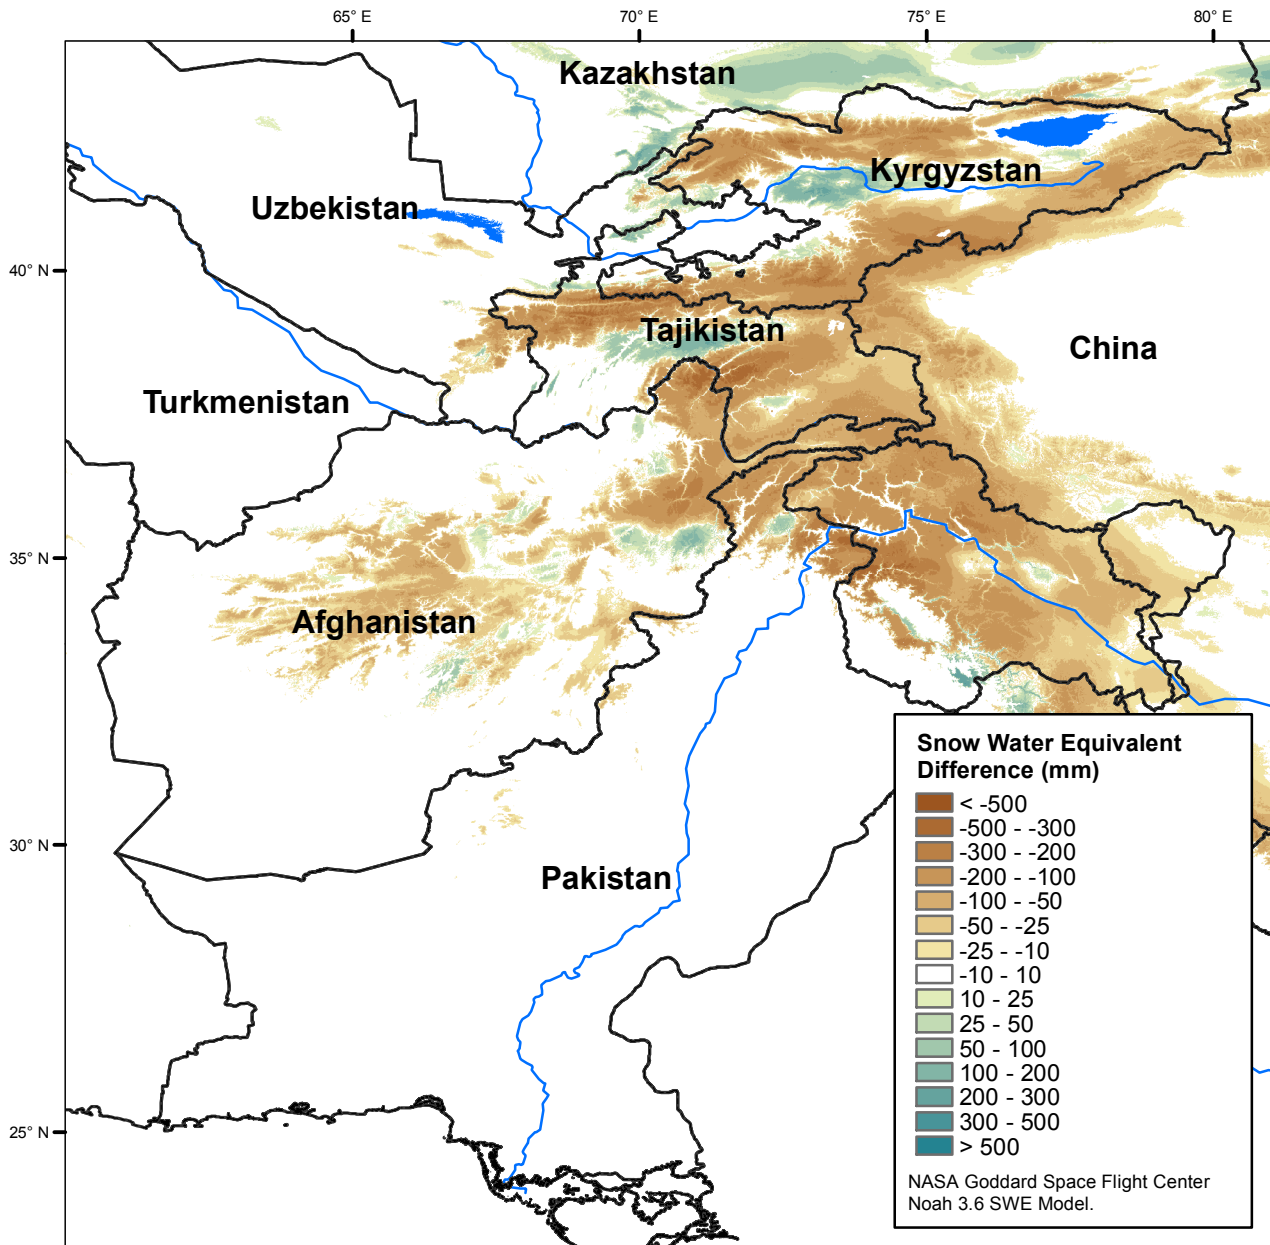 65° E
70° E
75° E
80° E
Kazakhstan
Kyrgyzstan
Uzbekistan
40° N
Tajikistan
China
Turkmenistan
35° N
Afghanistan
30° N
Pakistan
25° N
Snow Water Equivalent
Difference (mm)
< -500
-500 - -300
-300 - -200
-200 - -100
-100 - -50
-50 - -25
-25 - -10
-10 - 10
10 - 25
25 - 50
50 - 100
100 - 200
200 - 300
300 - 500
> 500
NASA Goddard Space Flight Center
Noah 3.6 SWE Model.